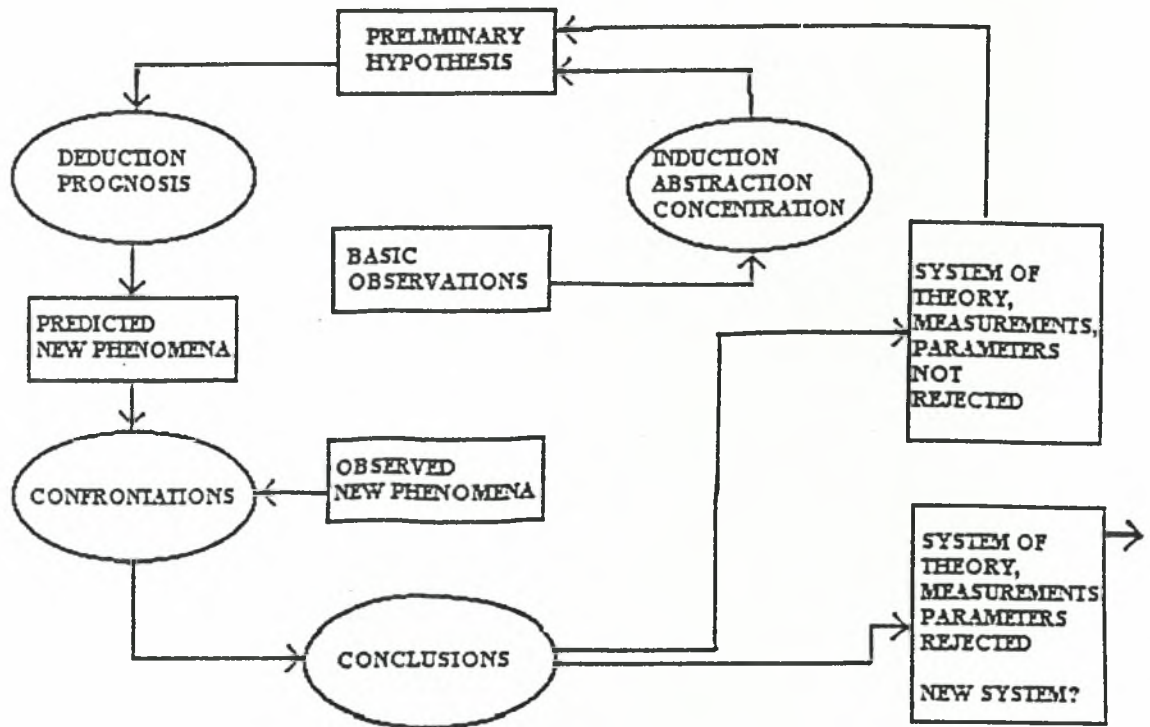 PRELIMINARY
HYPOTHESIS
DEDUCTION
PROGNOSIS
INDUCTION
ABSTRACTION
CONCENTRATION
BASIC
OBSERVATIONS
SYSTEM OF
THEORY,
MEASUREMENTS,
PARAMETERS
NOT
REJECTED
PREDICTED
NEW PHENOMENA
CONFRONTATIONS
OBSERVED
NEW PHENOMENA
CONCLUSIONS
SYSTEM OF
THEORY,
MEASUREMENTS
PARAMETERS
REJECTED
NEW SYSTEM?